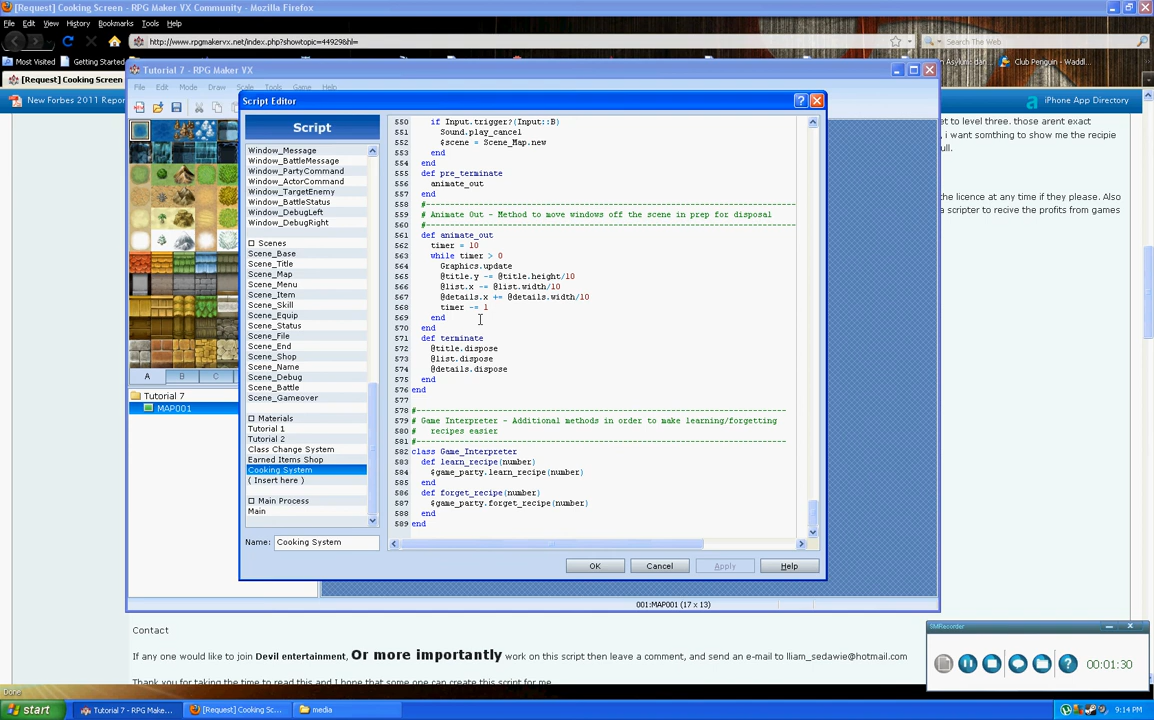 [Request] Cooking Screen - RPG Maker VX Community - Mozilla Firefox
File Edit View History Bookmarks Tools Help
http://www.rpgmakervx.net/index.php?showtopic=44929&hl=
Search The Web
Most Visited Getting Started
Club Penguin - Waddl...
[Request] Cooking Screen
New Forbes 2011 Repor
iPhone App Directory
Tutorial 7 - RPG Maker VX
File Edit Mode Draw Scale Tools Game Help
Script Editor
Script
Window_Message
Window_BattleMessage
Window_PartyCommand
Window_ActorCommand
Window_TargetEnemy
Window_BattleStatus
Window_DebugLeft
Window_DebugRight
Scenes
Scene_Base
Scene_Title
Scene_Map
Scene_Menu
Scene_Item
Scene_Skill
Scene_Equip
Scene_Status
Scene_File
Scene_End
Scene_Shop
Scene_Name
Scene_Debug
Scene_Battle
Scene_Gameover
Materials
Tutorial 1
Tutorial 2
Class Change System
Earned Items Shop
Cooking System
( Insert here )
Main Process
Main
Name: Cooking System
550 if Input.trigger?(Input::B)
551 Sound.play_cancel
552 $scene = Scene_Map.new
553 end
554 end
555 def pre_terminate
556 animate_out
557 end
558 #------------------------------------------------------------------------
559 # Animate Out - Method to move windows off the scene in prep for disposal
560 #------------------------------------------------------------------------
561 def animate_out
562 timer = 10
563 while timer > 0
564 Graphics.update
565 @title.y -= @title.height/10
566 @list.x -= @list.width/10
567 @details.x += @details.width/10
568 timer -= 1
569 end
570 end
571 def terminate
572 @title.dispose
573 @list.dispose
574 @details.dispose
575 end
576 end
577
578 #------------------------------------------------------------------------
579 # Game Interpreter - Additional methods in order to make learning/forgetting
580 # recipes easier
581 #------------------------------------------------------------------------
582 class Game_Interpreter
583 def learn_recipe(number)
584 $game_party.learn_recipe(number)
585 end
586 def forget_recipe(number)
587 $game_party.forget_recipe(number)
588 end
589 end
OK Cancel Apply Help
A B C
Tutorial 7
MAP001
001:MAP001 (17 x 13)
et to level three. those arent exact
, i want somthing to show me the recipie
ull.
the licence at any time if they please. Also
a scripter to recive the profits from games
Contact
If any one would like to join Devil entertainment, Or more importantly work on this script then leave a comment, and send an e-mail to lliam_sedawie@hotmail.com
Thank you for taking the time to read this and I hope that some one can create this script for me
SMRecorder
00:01:30
Done
start
Tutorial 7 - RPG Make...
[Request] Cooking Sc...
media
9:14 PM